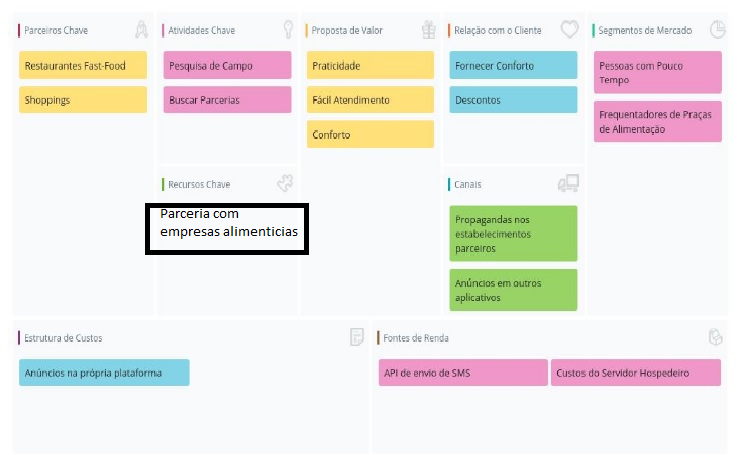 Parceiros Chave
Restaurantes Fast-Food
Shoppings
Atividades Chave
Pesquisa de Campo
Buscar Parcerias
Recursos Chave
Parceria com
empresas alimenticias
Proposta de Valor
Praticidade
Fácil Atendimento
Conforto
Relação com o Cliente
Fornecer Conforto
Descontos
Canais
Propagandas nos
estabelecimentos
parceiros
Anúncios em outros
aplicativos
Segmentos de Mercado
Pessoas com Pouco
Tempo
Frequentadores de Praças
de Alimentação
Estrutura de Custos
Anúncios na própria plataforma
Fontes de Renda
API de envio de SMS
Custos do Servidor Hospedeiro